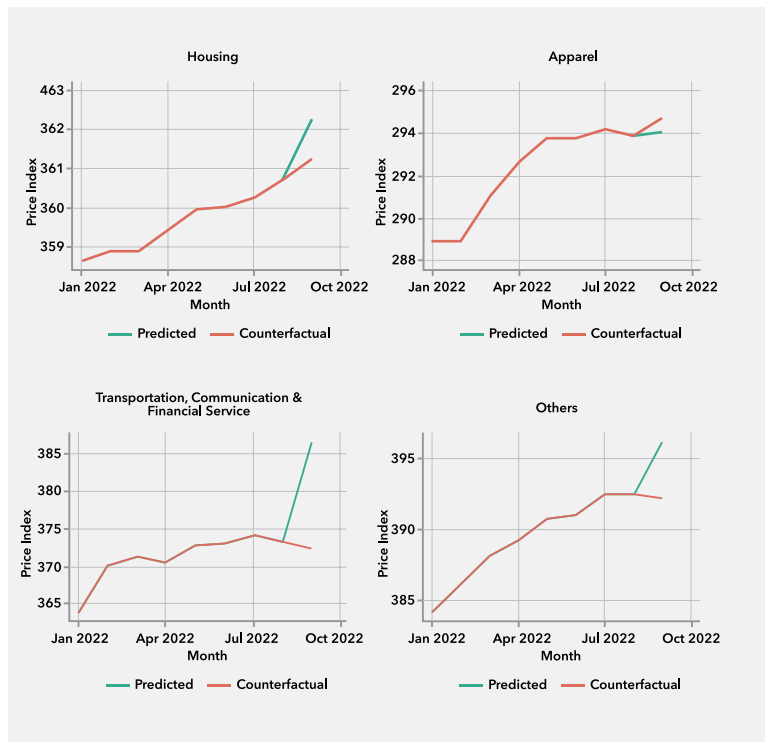 Housing
463
362
361
360
359
Price Index
Jan 2022 Apr 2022 Jul 2022 Oct 2022
Month
Predicted Counterfactual
Apparel
296
294
292
290
288
Price Index
Jan 2022 Apr 2022 Jul 2022 Oct 2022
Month
Predicted Counterfactual
Transportation, Communication &
Financial Service
385
380
375
370
365
Price Index
Jan 2022 Apr 2022 Jul 2022 Oct 2022
Month
Predicted Counterfactual
Others
395
390
385
Price Index
Jan 2022 Apr 2022 Jul 2022 Oct 2022
Month
Predicted Counterfactual